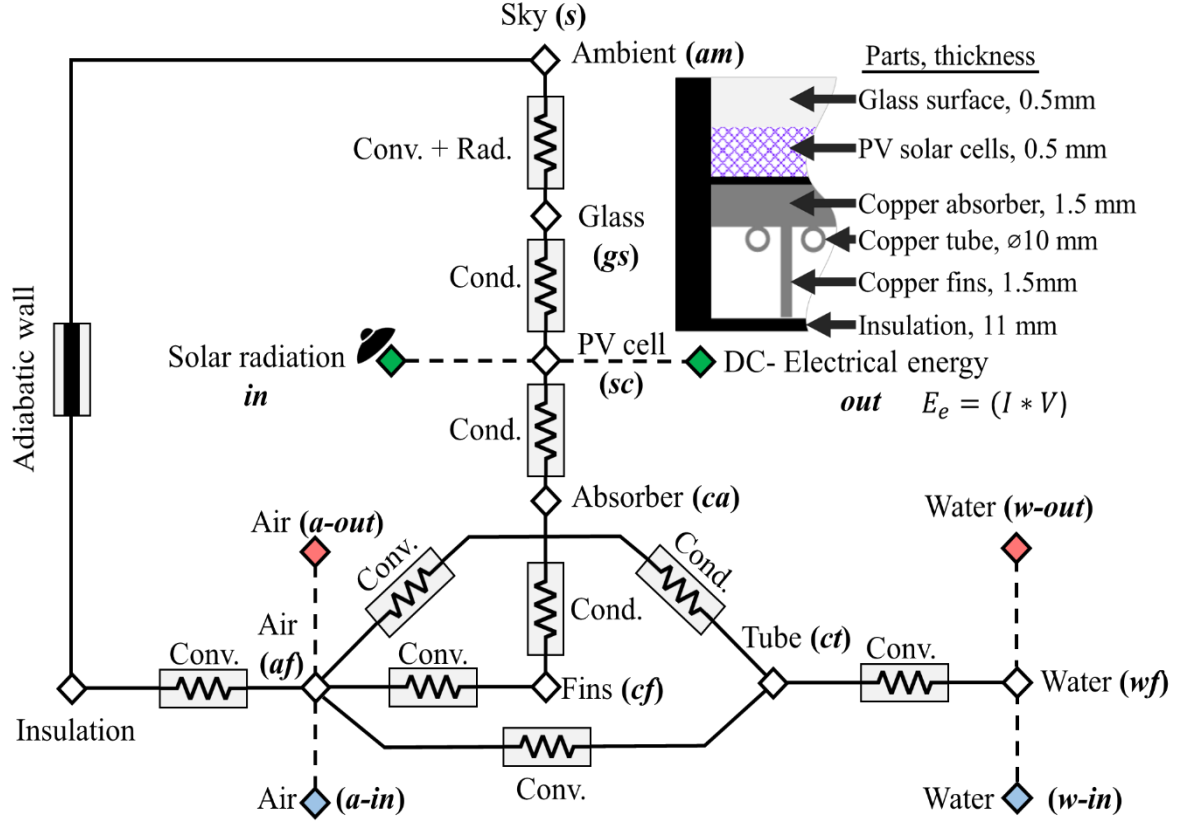 Sky (s)
Ambient (am)
Parts, thickness
Glass surface, 0.5mm
PV solar cells, 0.5 mm
Copper absorber, 1.5 mm
Copper tube, ⌀10 mm
Copper fins, 1.5mm
Insulation, 11 mm
Conv. + Rad.
Glass
(gs)
Cond.
Adiabatic wall
Solar radiation
in
PV cell
(sc)
DC- Electrical energy
out E_e = (I * V)
Cond.
Absorber (ca)
Air (a-out)
Water (w-out)
Conv.
Cond.
Cond.
Air
(af)
Tube (ct)
Conv.
Conv.
Conv.
Fins (cf)
Water (wf)
Insulation
Conv.
Air (a-in)
Water (w-in)